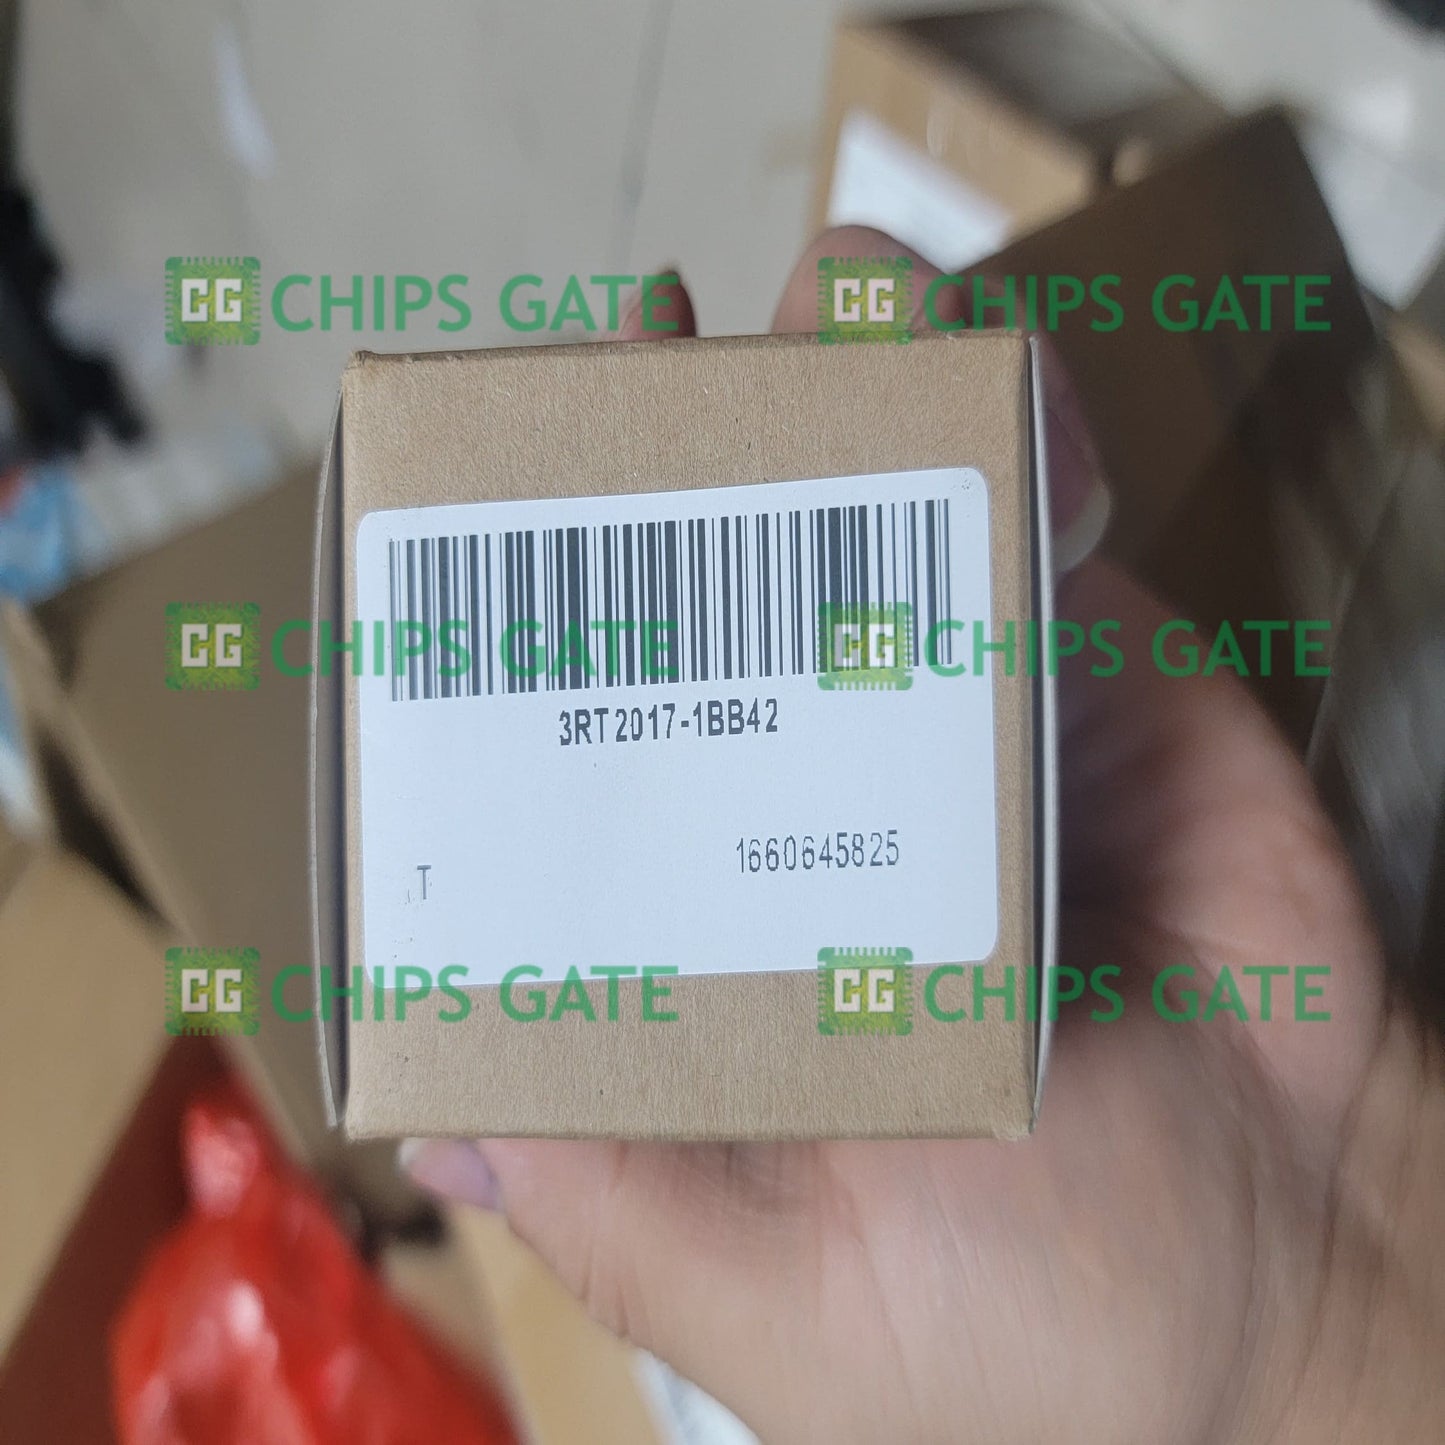 CG CHIPS GATE CG CHIPS GATE
CG CHIPS GATE CG CHIPS GATE
3RT2017-1BB42
1660645825
T
CG CHIPS GATE CG CHIPS GATE